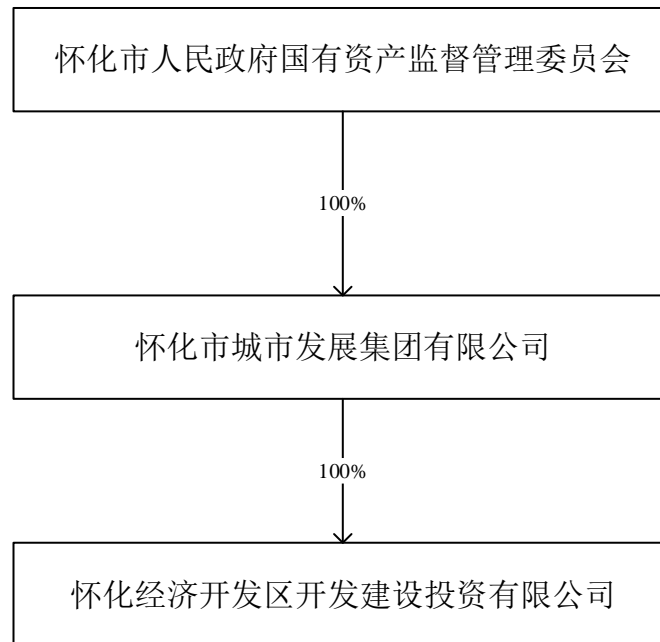 怀化市人民政府国有资产监督管理委员会
100%
怀化市城市发展集团有限公司
100%
怀化经济开发区开发建设投资有限公司